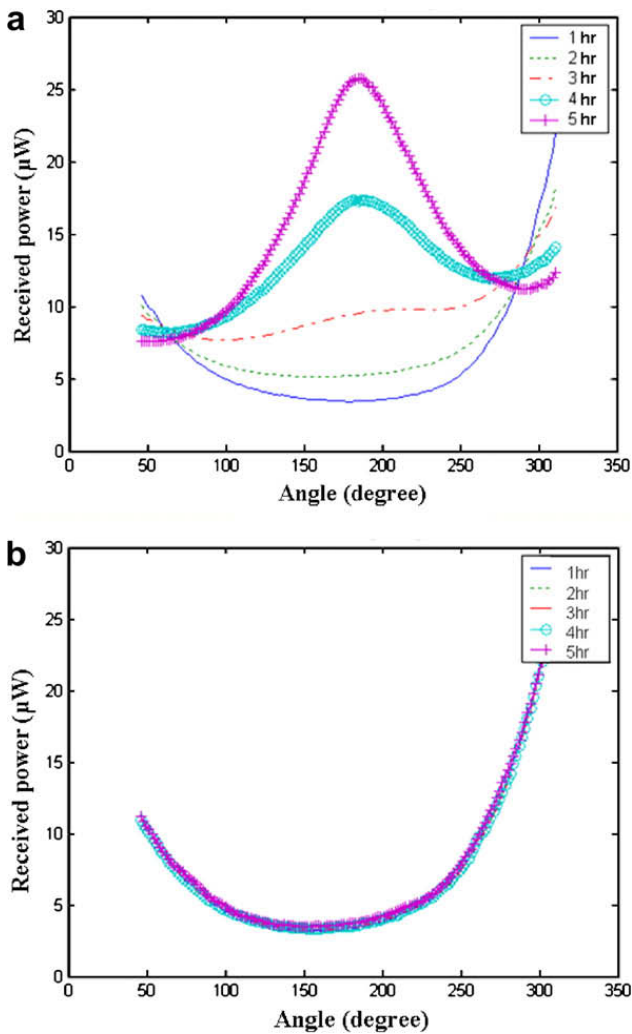 a
30
25
20
15
10
5
0
Received power (μW)
1 hr
2 hr
3 hr
4 hr
5 hr
0 50 100 150 200 250 300 350
Angle (degree)
b
30
25
20
15
10
5
0
Received power (μW)
1hr
2hr
3hr
4hr
5hr
0 50 100 150 200 250 300 350
Angle (degree)